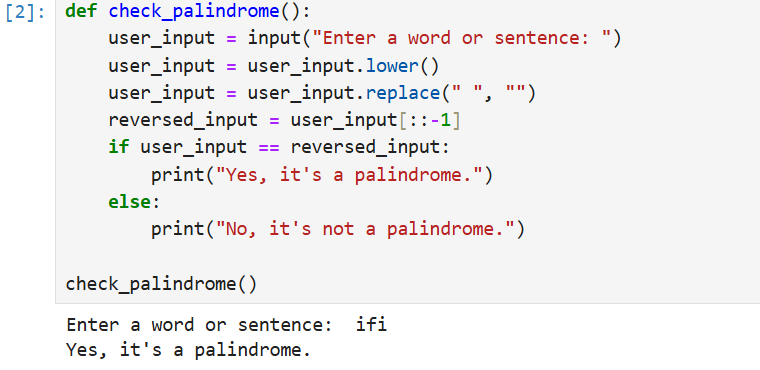 [2]: def check_palindrome():
    user_input = input("Enter a word or sentence: ")
    user_input = user_input.lower()
    user_input = user_input.replace(" ", "")
    reversed_input = user_input[::-1]
    if user_input == reversed_input:
        print("Yes, it's a palindrome.")
    else:
        print("No, it's not a palindrome.")
check_palindrome()
Enter a word or sentence:  ifi
Yes, it's a palindrome.